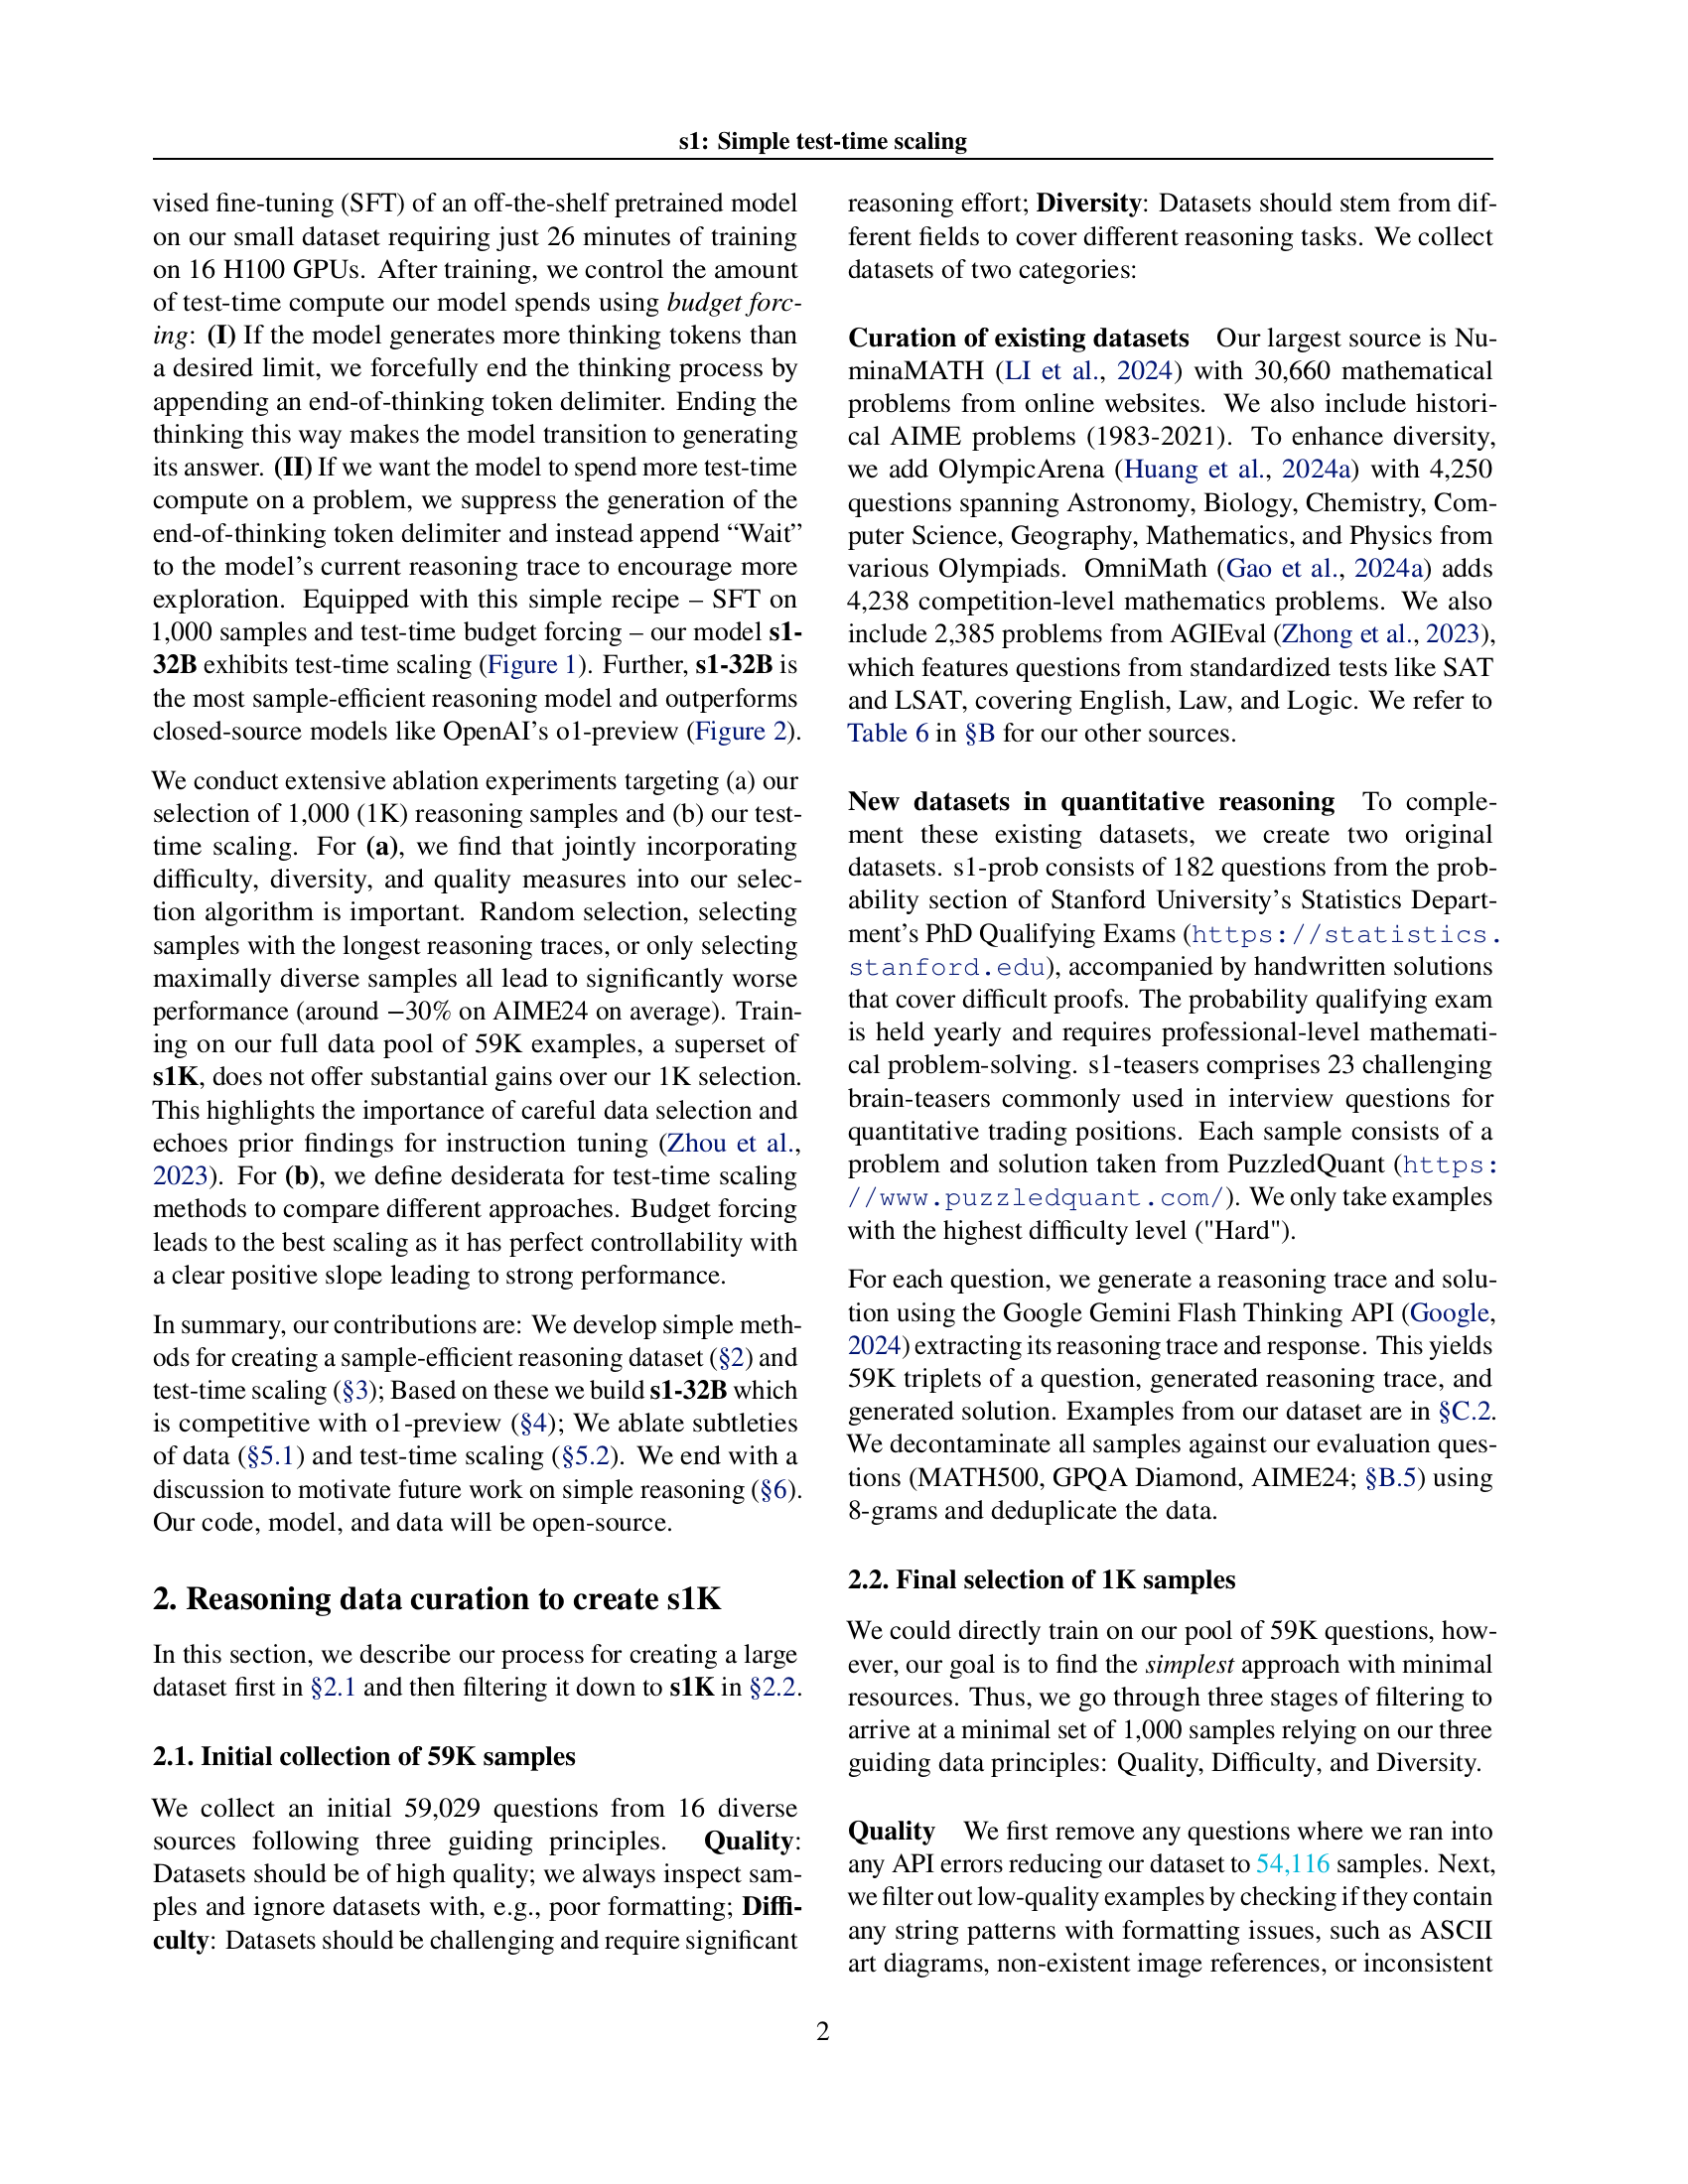 s1: Simple test-time scaling
vised fine-tuning (SFT) of an off-the-shelf pretrained model
on our small dataset requiring just 26 minutes of training
on 16 H100 GPUs. After training, we control the amount
of test-time compute our model spends using budget forc-
ing: (I) If the model generates more thinking tokens than
a desired limit, we forcefully end the thinking process by
appending an end-of-thinking token delimiter. Ending the
thinking this way makes the model transition to generating
its answer. (II) If we want the model to spend more test-time
compute on a problem, we suppress the generation of the
end-of-thinking token delimiter and instead append “Wait”
to the model’s current reasoning trace to encourage more
exploration. Equipped with this simple recipe – SFT on
1,000 samples and test-time budget forcing – our model s1-
32B exhibits test-time scaling (Figure 1). Further, s1-32B is
the most sample-efficient reasoning model and outperforms
closed-source models like OpenAI’s o1-preview (Figure 2).
We conduct extensive ablation experiments targeting (a) our
selection of 1,000 (1K) reasoning samples and (b) our test-
time scaling. For (a), we find that jointly incorporating
difficulty, diversity, and quality measures into our selec-
tion algorithm is important. Random selection, selecting
samples with the longest reasoning traces, or only selecting
maximally diverse samples all lead to significantly worse
performance (around −30% on AIME24 on average). Train-
ing on our full data pool of 59K examples, a superset of
s1K, does not offer substantial gains over our 1K selection.
This highlights the importance of careful data selection and
echoes prior findings for instruction tuning (Zhou et al.,
2023). For (b), we define desiderata for test-time scaling
methods to compare different approaches. Budget forcing
leads to the best scaling as it has perfect controllability with
a clear positive slope leading to strong performance.
In summary, our contributions are: We develop simple meth-
ods for creating a sample-efficient reasoning dataset (§2) and
test-time scaling (§3); Based on these we build s1-32B which
is competitive with o1-preview (§4); We ablate subtleties
of data (§5.1) and test-time scaling (§5.2). We end with a
discussion to motivate future work on simple reasoning (§6).
Our code, model, and data will be open-source.
2. Reasoning data curation to create s1K
In this section, we describe our process for creating a large
dataset first in §2.1 and then filtering it down to s1K in §2.2.
2.1. Initial collection of 59K samples
We collect an initial 59,029 questions from 16 diverse
sources following three guiding principles. Quality:
Datasets should be of high quality; we always inspect sam-
ples and ignore datasets with, e.g., poor formatting; Diffi-
culty: Datasets should be challenging and require significant
reasoning effort; Diversity: Datasets should stem from dif-
ferent fields to cover different reasoning tasks. We collect
datasets of two categories:
Curation of existing datasets Our largest source is Nu-
minaMATH (LI et al., 2024) with 30,660 mathematical
problems from online websites. We also include histori-
cal AIME problems (1983-2021). To enhance diversity,
we add OlympicArena (Huang et al., 2024a) with 4,250
questions spanning Astronomy, Biology, Chemistry, Com-
puter Science, Geography, Mathematics, and Physics from
various Olympiads. OmniMath (Gao et al., 2024a) adds
4,238 competition-level mathematics problems. We also
include 2,385 problems from AGIEval (Zhong et al., 2023),
which features questions from standardized tests like SAT
and LSAT, covering English, Law, and Logic. We refer to
Table 6 in §B for our other sources.
New datasets in quantitative reasoning To comple-
ment these existing datasets, we create two original
datasets. s1-prob consists of 182 questions from the prob-
ability section of Stanford University’s Statistics Depart-
ment’s PhD Qualifying Exams (https://statistics.
stanford.edu), accompanied by handwritten solutions
that cover difficult proofs. The probability qualifying exam
is held yearly and requires professional-level mathemati-
cal problem-solving. s1-teasers comprises 23 challenging
brain-teasers commonly used in interview questions for
quantitative trading positions. Each sample consists of a
problem and solution taken from PuzzledQuant (https:
//www.puzzledquant.com/). We only take examples
with the highest difficulty level ("Hard").
For each question, we generate a reasoning trace and solu-
tion using the Google Gemini Flash Thinking API (Google,
2024) extracting its reasoning trace and response. This yields
59K triplets of a question, generated reasoning trace, and
generated solution. Examples from our dataset are in §C.2.
We decontaminate all samples against our evaluation ques-
tions (MATH500, GPQA Diamond, AIME24; §B.5) using
8-grams and deduplicate the data.
2.2. Final selection of 1K samples
We could directly train on our pool of 59K questions, how-
ever, our goal is to find the simplest approach with minimal
resources. Thus, we go through three stages of filtering to
arrive at a minimal set of 1,000 samples relying on our three
guiding data principles: Quality, Difficulty, and Diversity.
Quality We first remove any questions where we ran into
any API errors reducing our dataset to 54,116 samples. Next,
we filter out low-quality examples by checking if they contain
any string patterns with formatting issues, such as ASCII
art diagrams, non-existent image references, or inconsistent
2